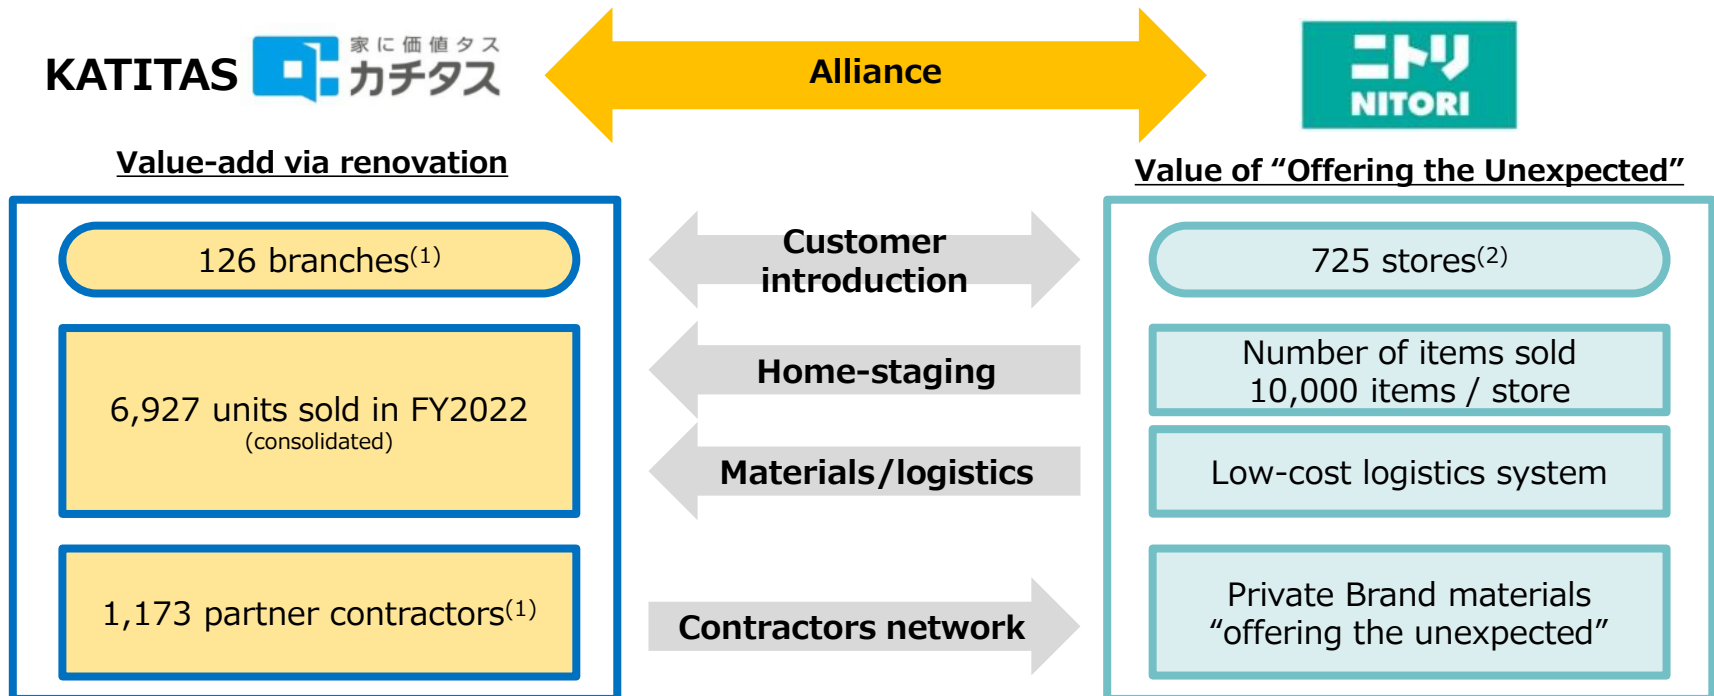 KATITAS
家に価値タス
カチタス
Alliance
ニトリ
NITORI
Value-add via renovation
Value of “Offering the Unexpected”
126 branches(1)
Customer
introduction
725 stores(2)
6,927 units sold in FY2022
(consolidated)
Home-staging
Number of items sold
10,000 items / store
Materials/logistics
Low-cost logistics system
1,173 partner contractors(1)
Contractors network
Private Brand materials
“offering the unexpected”